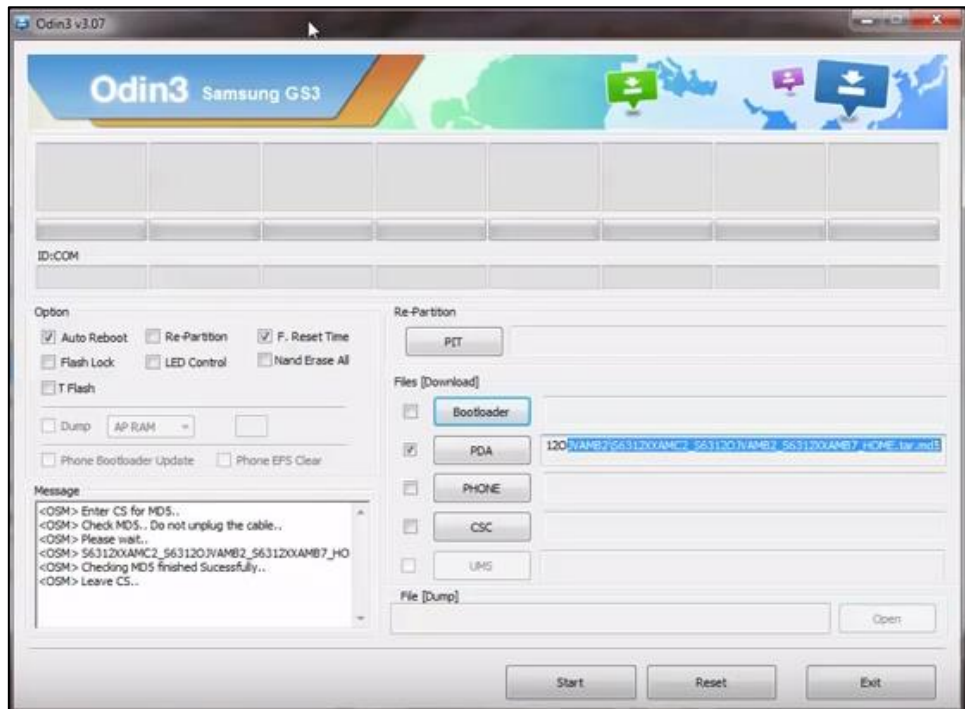 Odin3 v3.07
Odin3 Samsung GS3
ID:COM
Option
Auto Reboot Re-Partition F. Reset Time
Flash Lock LED Control Nand Erase All
T Flash
Dump AP RAM
Phone Bootloader Update Phone EFS Clear
Message
<OSM> Enter CS for MD5..
<OSM> Check MD5.. Do not unplug the cable..
<OSM> Please wait..
<OSM> S6312XXAMC2_S6312OJVAMB2_S6312XXAMB7_HO
<OSM> Checking MD5 finished Sucessfully..
<OSM> Leave CS..
Re-Partition
PIT
Files [Download]
Bootloader
PDA 12OJVAMB2\S6312XXAMC2_S6312OJVAMB2_S6312XXAMB7_HOME.tar.md5
PHONE
CSC
UMS
File [Dump]
Open
Start Reset Exit